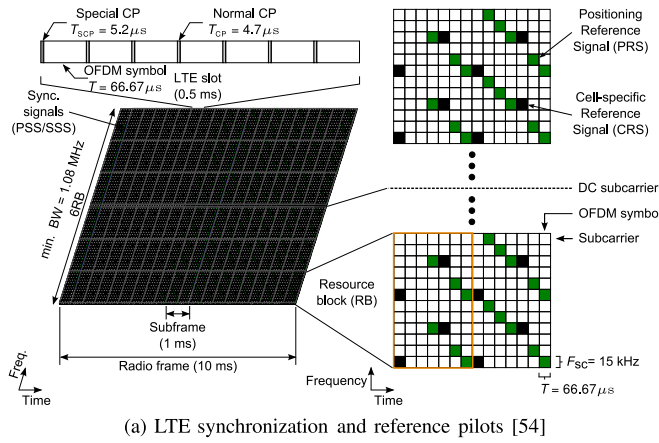 Special CP
T_SCP = 5.2 μs
Normal CP
T_CP = 4.7 μs
OFDM symbol
T = 66.67 μs
LTE slot
(0.5 ms)
Sync.
signals
(PSS/SSS)
min. BW = 1.08 MHz
6RB
Subframe
(1 ms)
Radio frame (10 ms)
Freq.
Time
Positioning
Reference
Signal (PRS)
Cell-specific
Reference
Signal (CRS)
DC subcarrier
OFDM symbo
Subcarrier
Resource
block (RB)
F_SC = 15 kHz
T = 66.67 μs
Frequency
Time
(a) LTE synchronization and reference pilots [54]